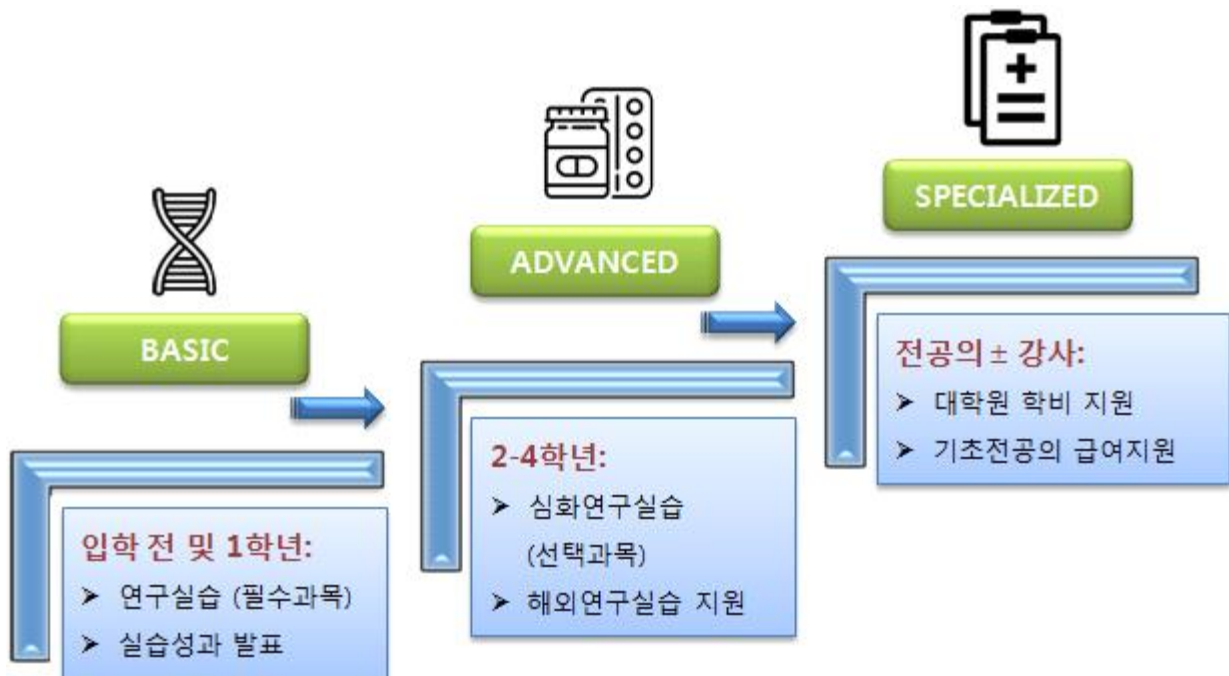 BASIC
입학 전 및 1학년:
➤ 연구실습 (필수과목)
➤ 실습성과 발표
ADVANCED
2-4학년:
➤ 심화연구실습
(선택과목)
➤ 해외연구실습 지원
SPECIALIZED
전공의 ± 강사:
➤ 대학원 학비 지원
➤ 기초전공의 급여지원